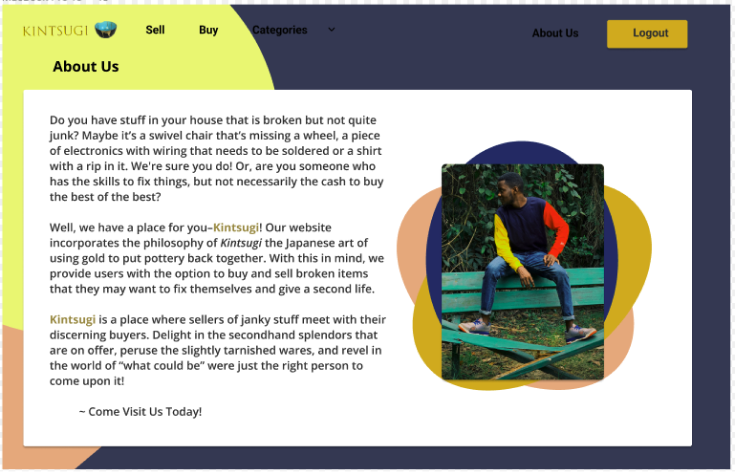 KINTSUGI
Sell
Buy
Categories
About Us
Logout
About Us
Do you have stuff in your house that is broken but not quite
junk? Maybe it's a swivel chair that's missing a wheel, a piece
of electronics with wiring that needs to be soldered or a shirt
with a rip in it. We're sure you do! Or, are you someone who
has the skills to fix things, but not necessarily the cash to buy
the best of the best?
Well, we have a place for you–Kintsugi! Our website
incorporates the philosophy of Kintsugi the Japanese art of
using gold to put pottery back together. With this in mind, we
provide users with the option to buy and sell broken items
that they may want to fix themselves and give a second life.
Kintsugi is a place where sellers of janky stuff meet with their
discerning buyers. Delight in the secondhand splendors that
are on offer, peruse the slightly tarnished wares, and revel in
the world of “what could be” were just the right person to
come upon it!
~ Come Visit Us Today!